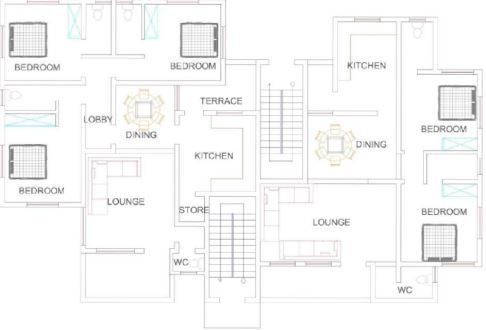 BEDROOM
BEDROOM
KITCHEN
TERRACE
LOBBY
DINING
BEDROOM
DINING
KITCHEN
BEDROOM
LOUNGE
STORE
LOUNGE
BEDROOM
WC
WC